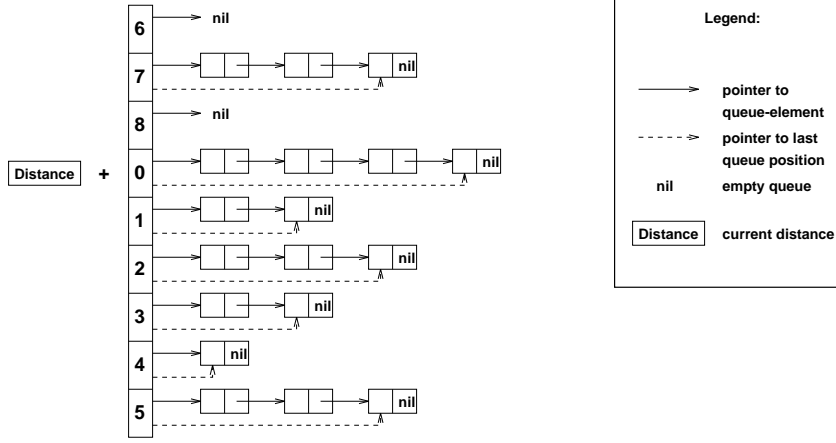 6 nil
7 nil
8 nil
Distance + 0 nil
1 nil
2 nil
3 nil
4 nil
5 nil
Legend:
pointer to
queue-element
pointer to last
queue position
nil empty queue
Distance current distance